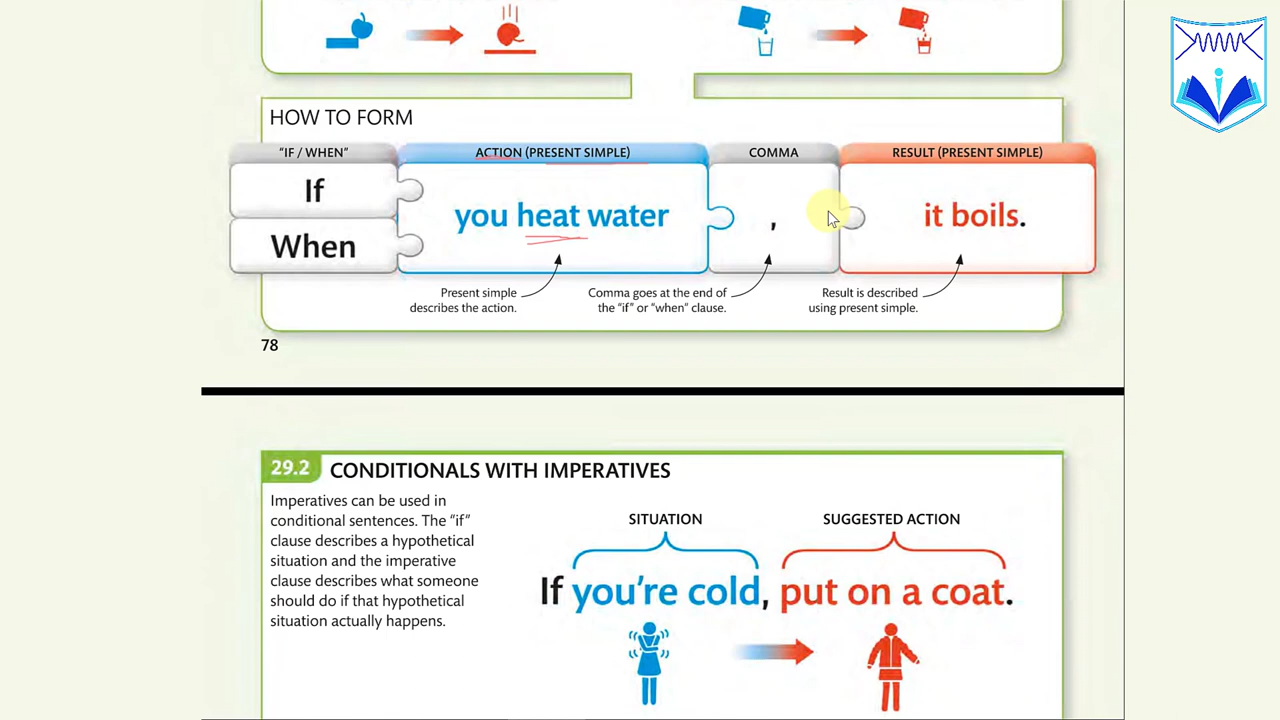 HOW TO FORM
"IF / WHEN" ACTION (PRESENT SIMPLE) COMMA RESULT (PRESENT SIMPLE)
If
When
you heat water , it boils.
Present simple
describes the action.
Comma goes at the end of
the "if" or "when" clause.
Result is described
using present simple.
78
29.2 CONDITIONALS WITH IMPERATIVES
Imperatives can be used in
conditional sentences. The "if"
clause describes a hypothetical
situation and the imperative
clause describes what someone
should do if that hypothetical
situation actually happens.
SITUATION SUGGESTED ACTION
If you're cold, put on a coat.